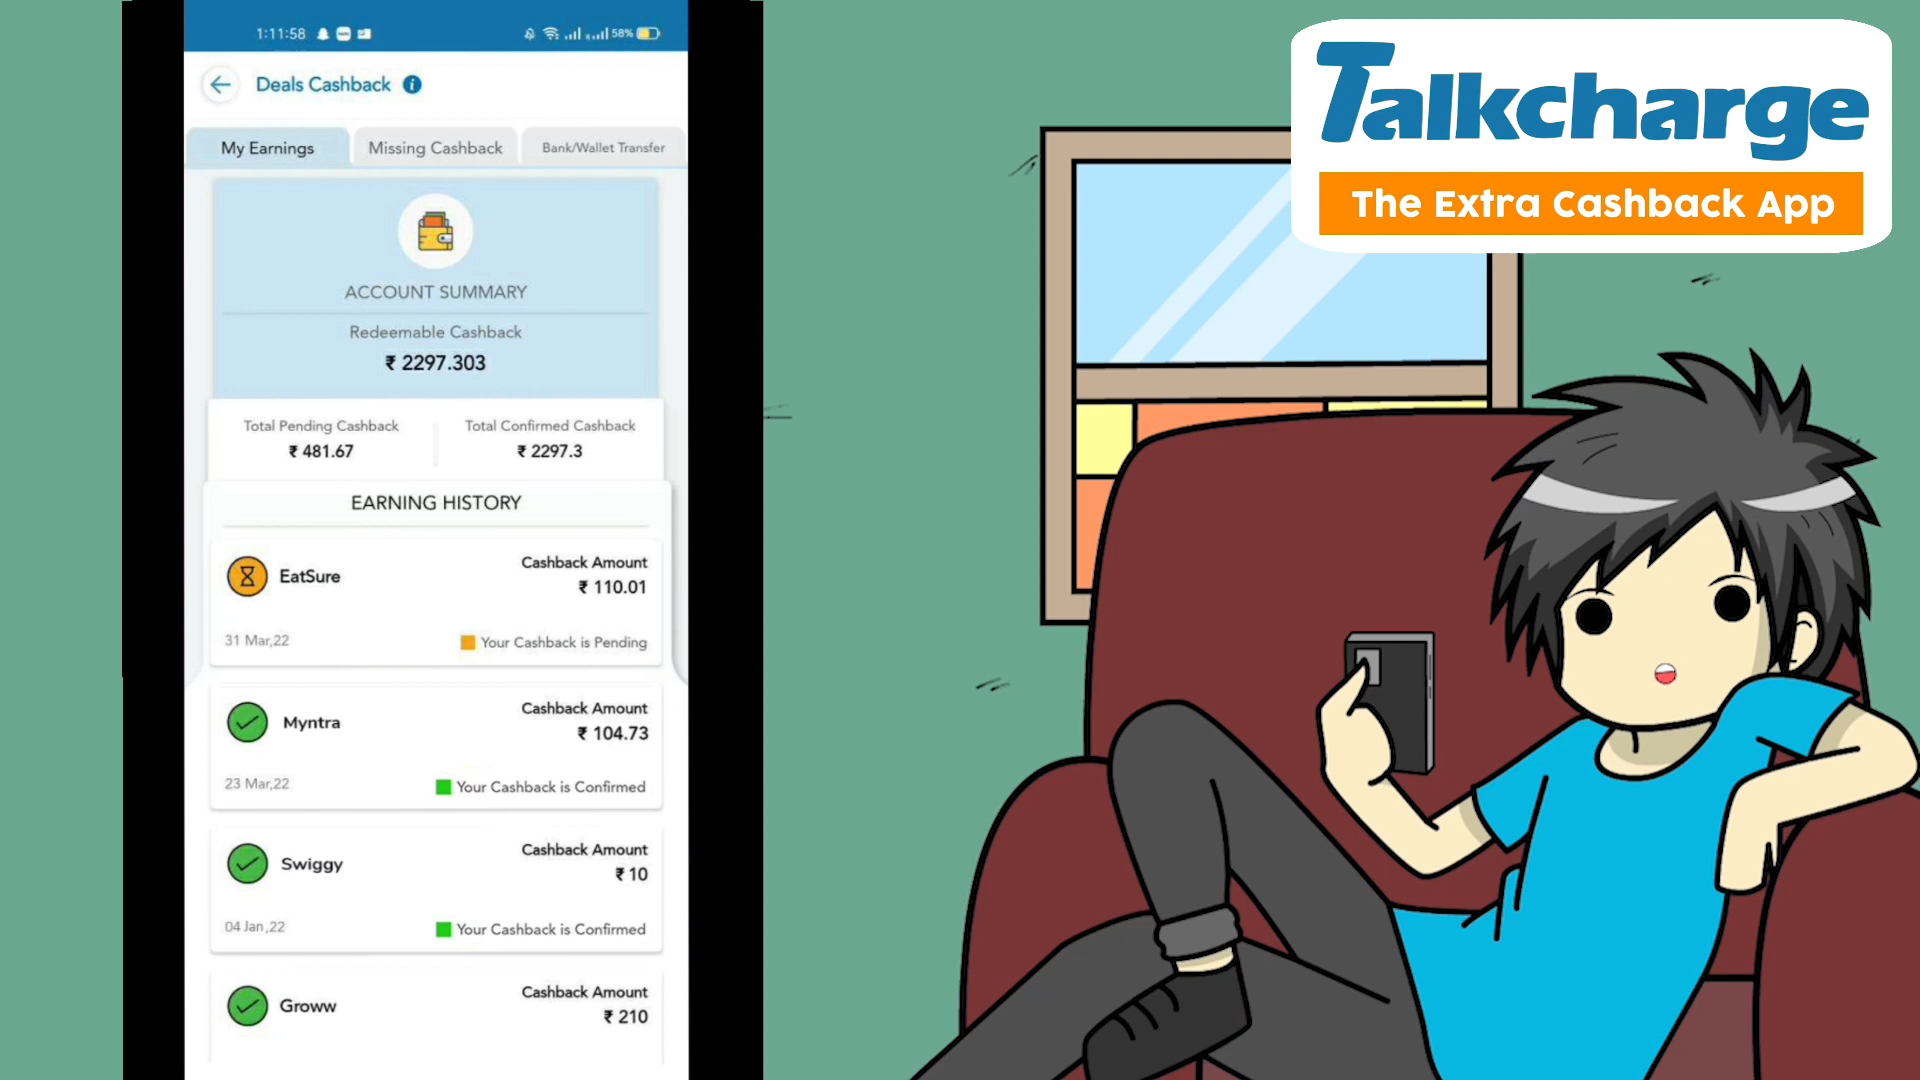 1:11:58
58%
Deals Cashback
My Earnings
Missing Cashback
Bank/Wallet Transfer
ACCOUNT SUMMARY
Redeemable Cashback
₹ 2297.303
Total Pending Cashback
₹ 481.67
Total Confirmed Cashback
₹ 2297.3
EARNING HISTORY
EatSure
Cashback Amount
₹ 110.01
31 Mar,22
Your Cashback is Pending
Myntra
Cashback Amount
₹ 104.73
23 Mar,22
Your Cashback is Confirmed
Swiggy
Cashback Amount
₹ 10
04 Jan,22
Your Cashback is Confirmed
Groww
Cashback Amount
₹ 210
Talkcharge
The Extra Cashback App